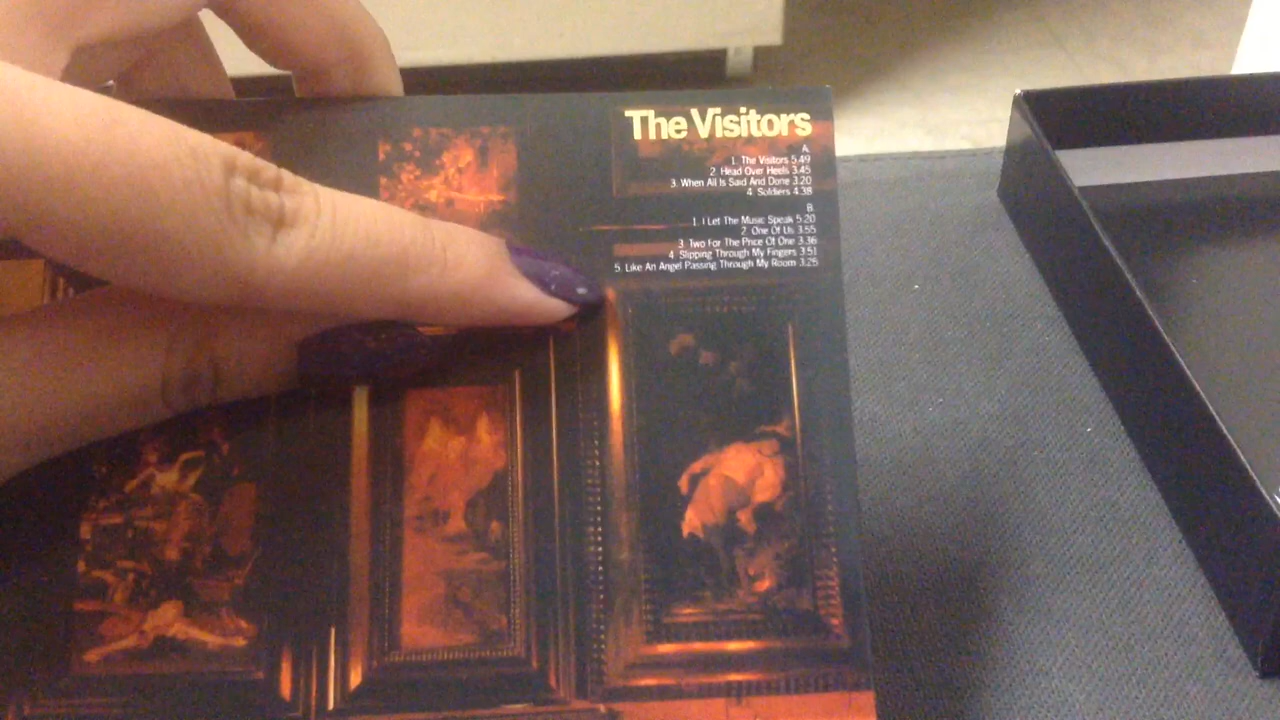 The Visitors
A.
1. The Visitors 5.49
2. Head Over Heels 3.45
3. When All Is Said And Done 3.20
4. Soldiers 4.38
B.
1. I Let The Music Speak 5.20
2. One Of Us 3.55
3. Two For The Price Of One 3.36
4. Slipping Through My Fingers 3.51
5. Like An Angel Passing Through My Room 3.25